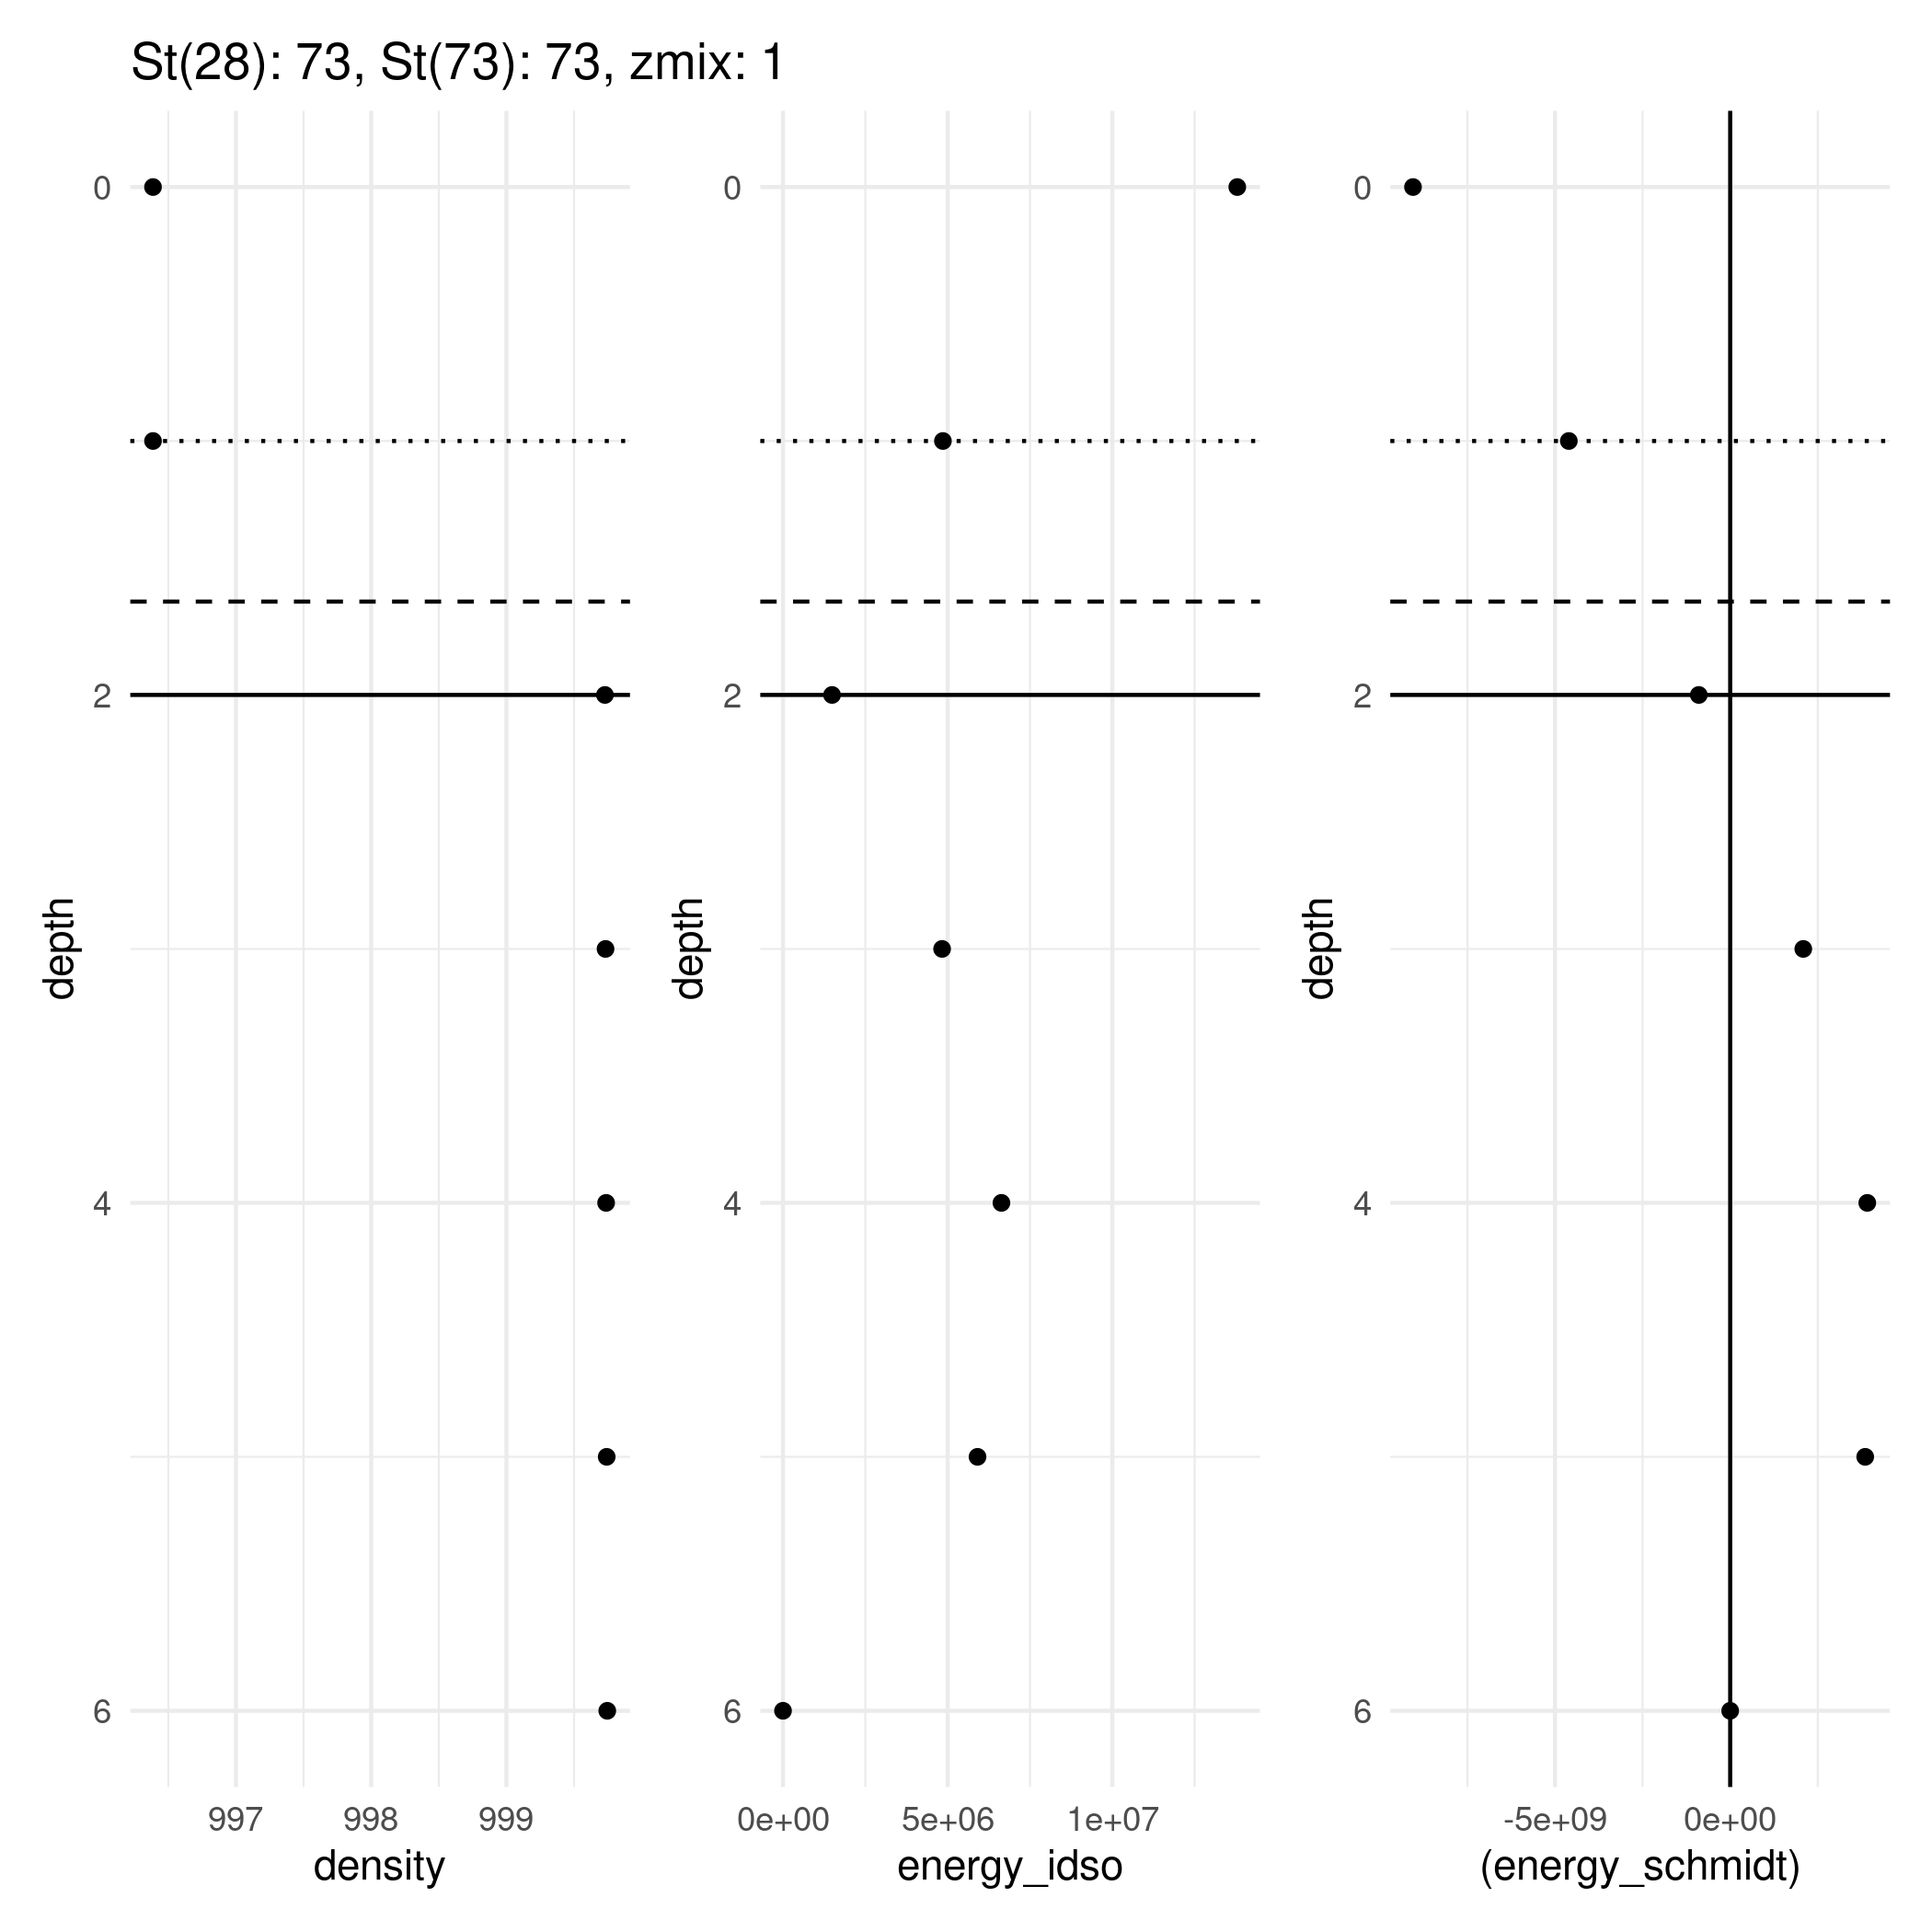 St(28): 73, St(73): 73, zmix: 1
depth
0
2
4
6
997 998 999
density
depth
0
2
4
6
0e+00 5e+06 1e+07
energy_idso
depth
0
2
4
6
-5e+09 0e+00
(energy_schmidt)